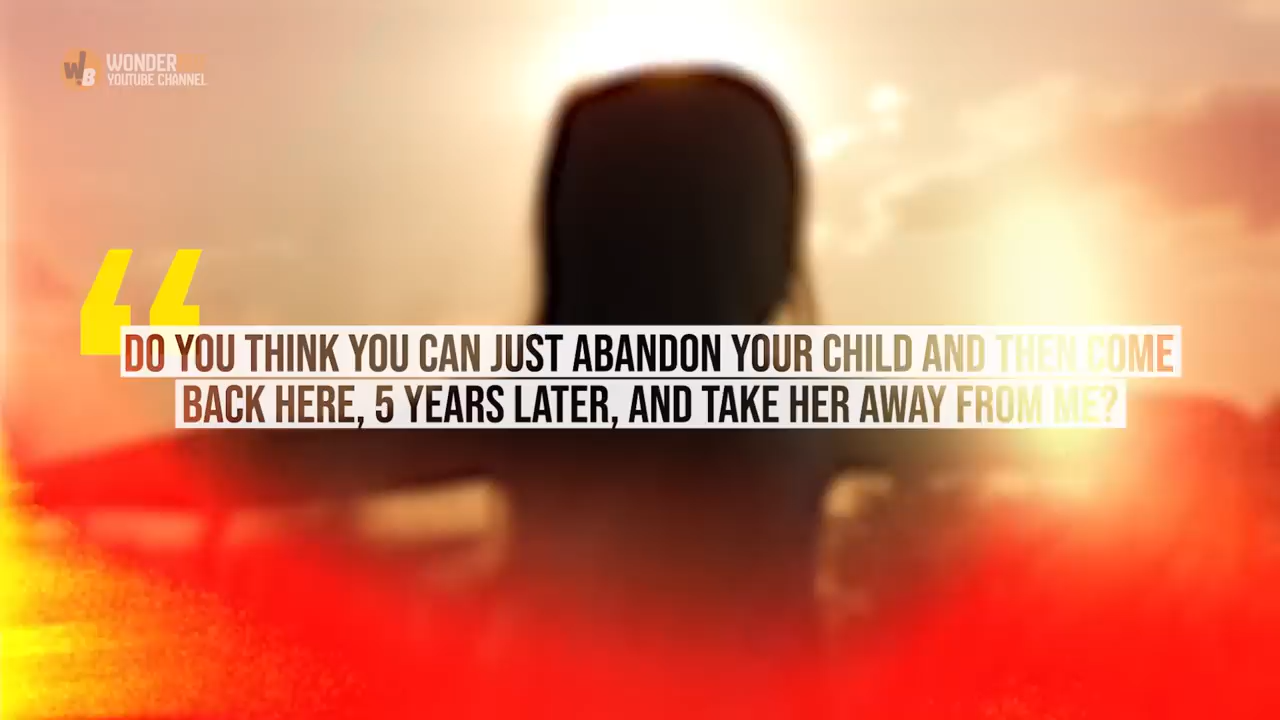 WONDER
YOUTUBE CHANNEL
“
DO YOU THINK YOU CAN JUST ABANDON YOUR CHILD AND THEN COME
BACK HERE, 5 YEARS LATER, AND TAKE HER AWAY FROM ME?